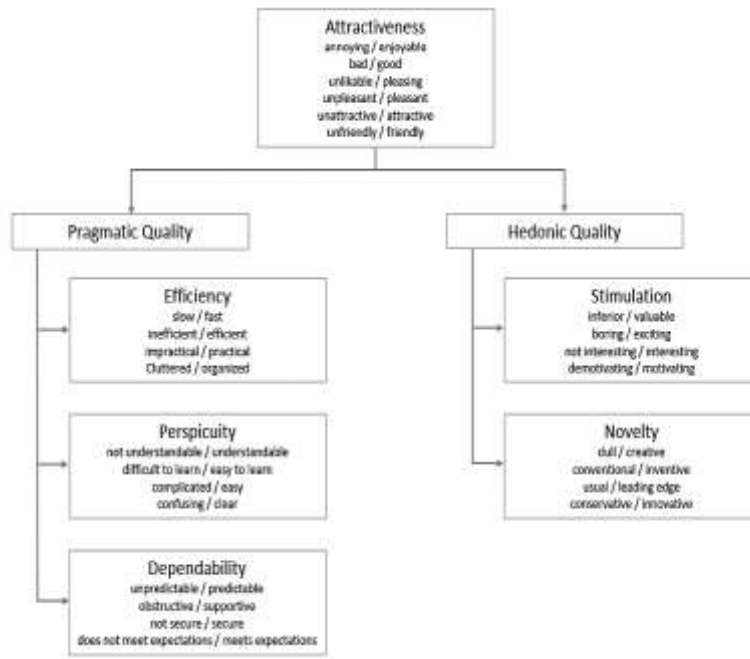 Attractiveness
annoying / enjoyable
bad / good
unlikable / pleasing
unpleasant / pleasant
unattractive / attractive
unfriendly / friendly
Pragmatic Quality
Hedonic Quality
Efficiency
slow / fast
inefficient / efficient
impractical / practical
Cluttered / organized
Stimulation
inferior / valuable
boring / exciting
not interesting / interesting
demotivating / motivating
Perspicuity
not understandable / understandable
difficult to learn / easy to learn
complicated / easy
confusing / clear
Novelty
dull / creative
conventional / inventive
usual / leading edge
conservative / innovative
Dependability
unpredictable / predictable
obstructive / supportive
not secure / secure
does not meet expectations / meets expectations